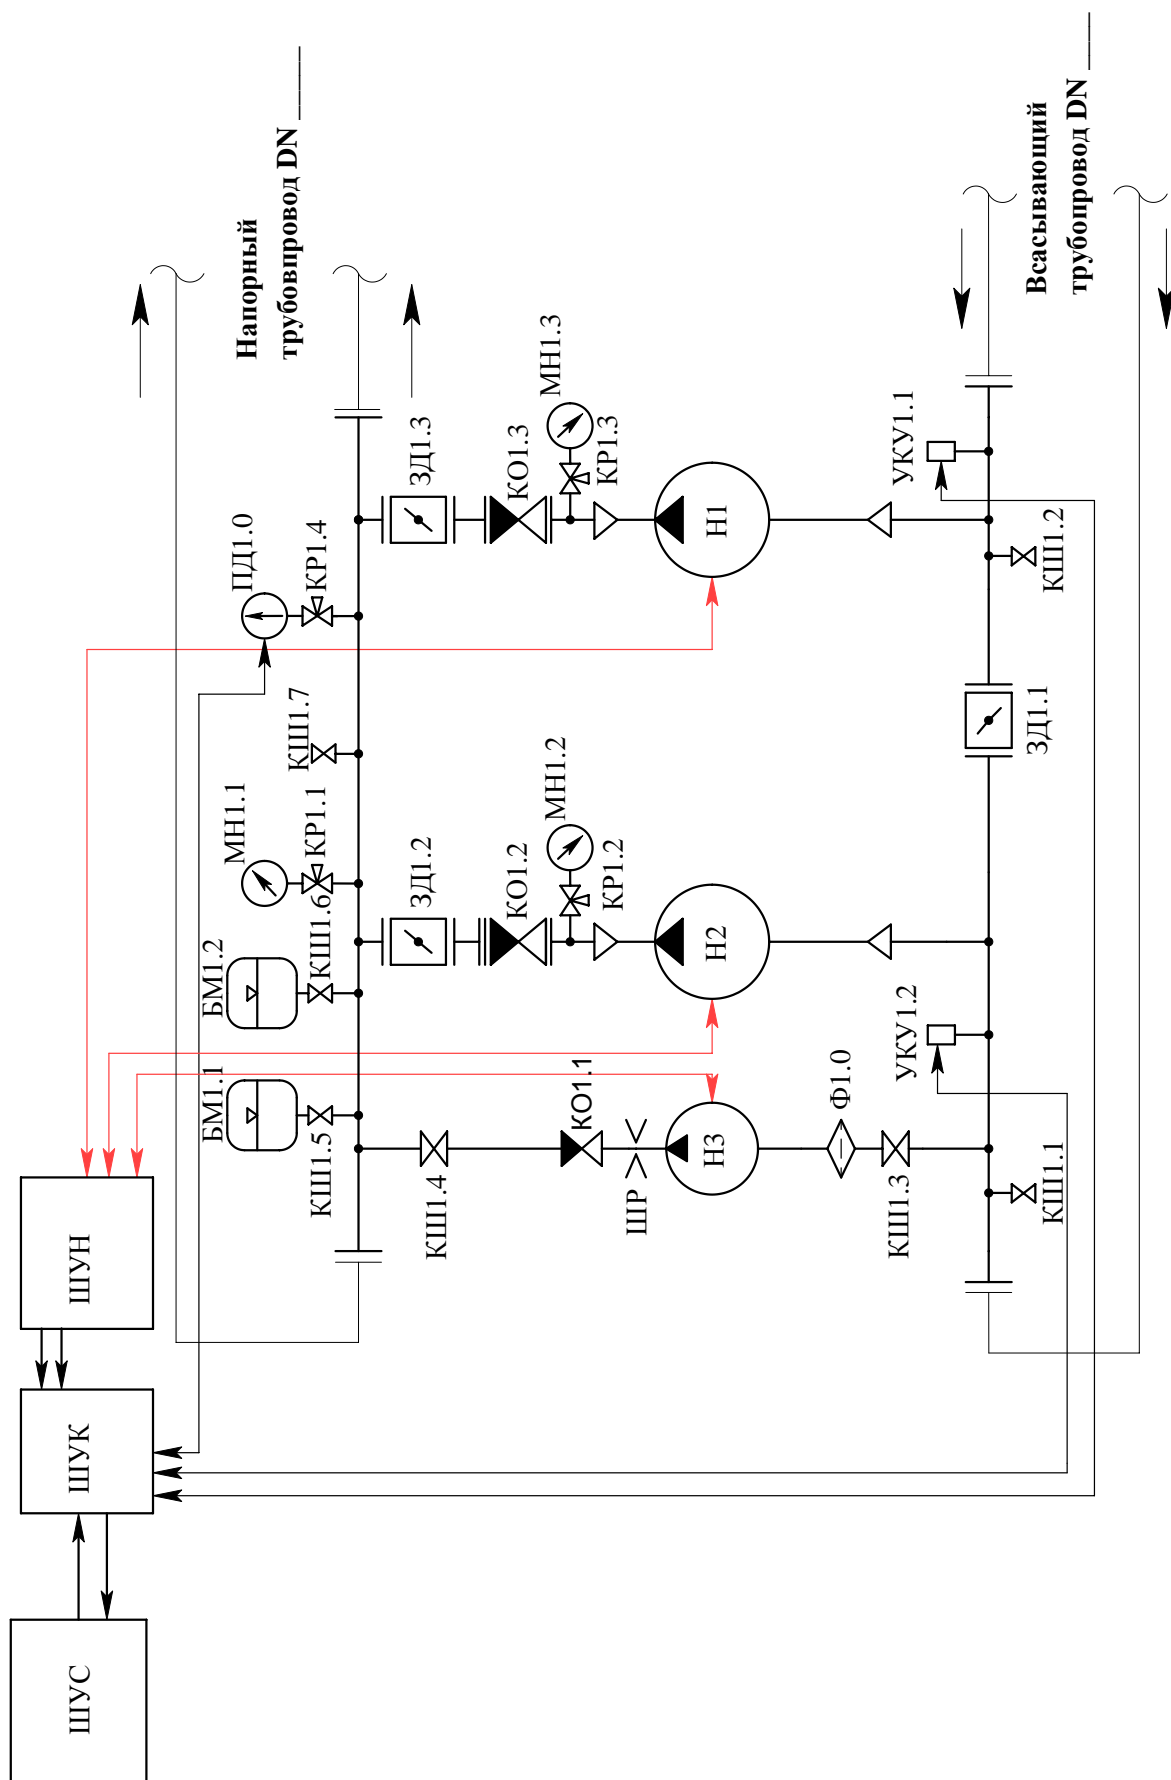 Напорный
трубовпровод DN ______
Всасывающий
трубопровод DN ______
ПД1.0
КР1.4
ЗД1.3
КО1.3
МН1.3
КР1.3
Н1
УКУ1.1
КШ1.2
КШ1.7
МН1.1
КР1.1
ЗД1.2
КО1.2
МН1.2
КР1.2
Н2
ЗД1.1
БМ1.2
КШ1.6
БМ1.1
КШ1.5
КШ1.4
КО1.1
ШР
Н3
Ф1.0
КШ1.3
УКУ1.2
КШ1.1
ШУН
ШУК
ШУС